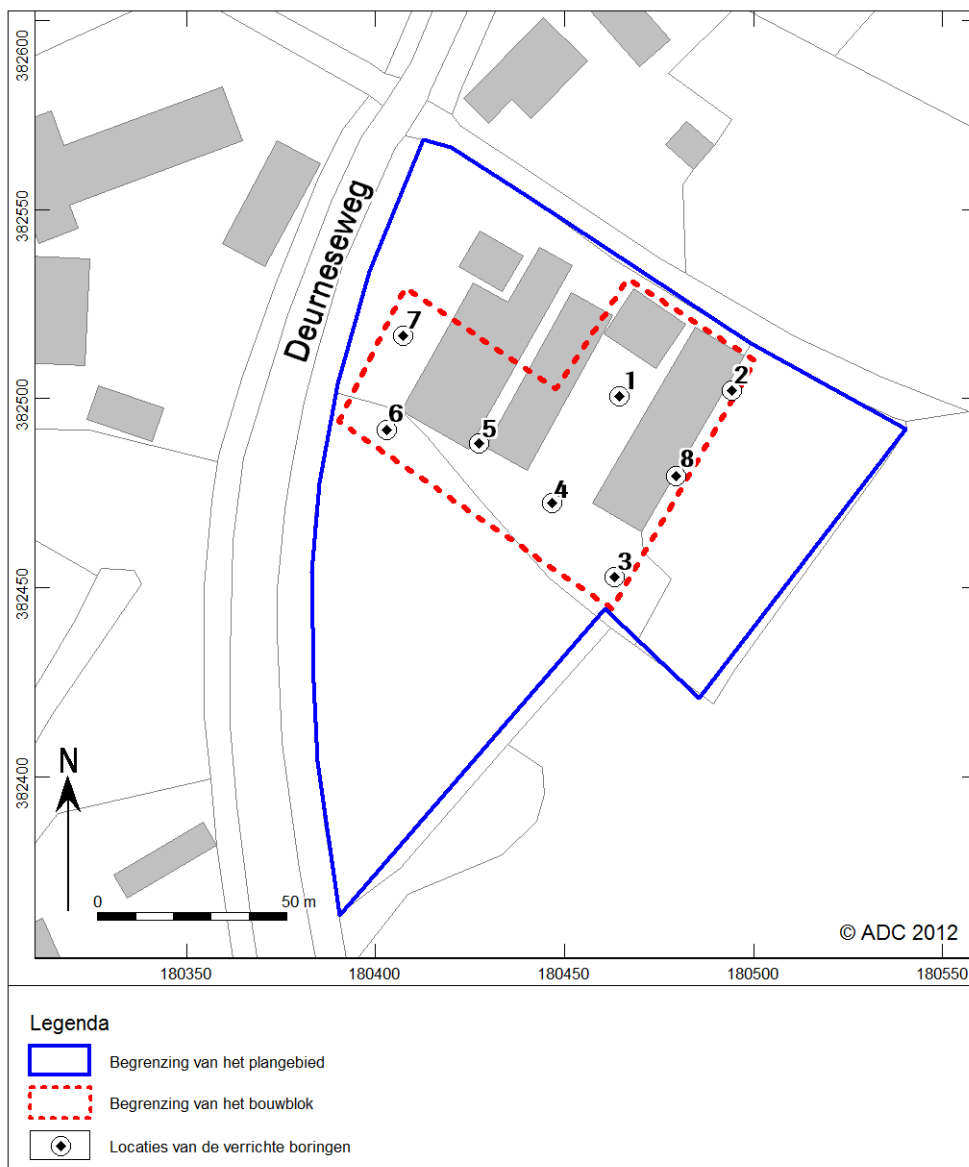 382600
382550
382500
382450
382400
Deurneseweg
7
1
2
6
5
8
4
3
N
0 50 m
© ADC 2012
180350 180400 180450 180500 180550
Legenda
Begrenzing van het plangebied
Begrenzing van het bouwblok
Locaties van de verrichte boringen